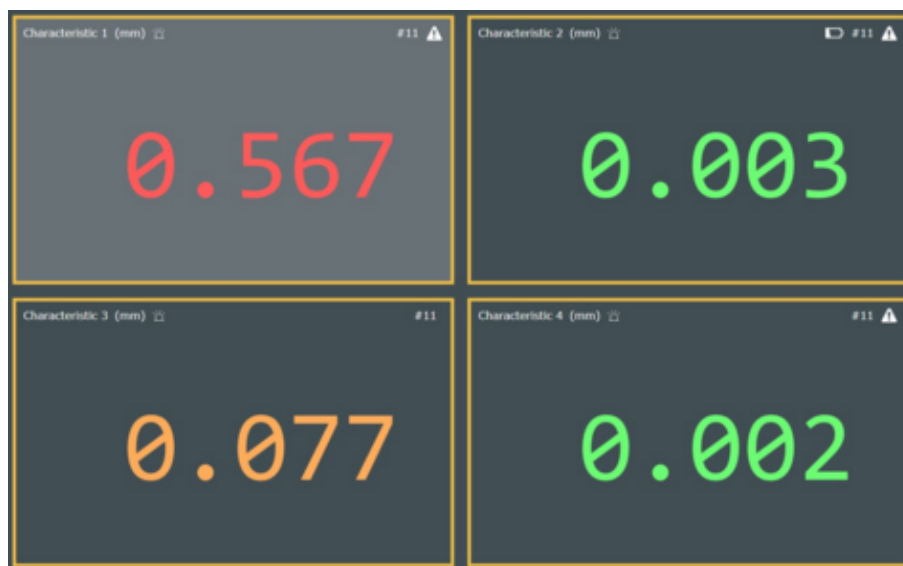 Characteristic 1 (mm) #11
0.567
Characteristic 2 (mm) #11
0.003
Characteristic 3 (mm) #11
0.077
Characteristic 4 (mm) #11
0.002